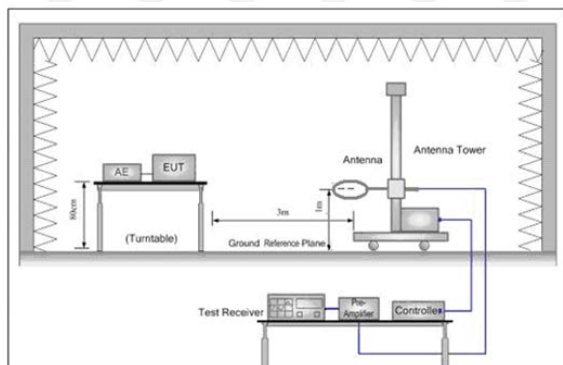 Antenna
Antenna Tower
AE
EUT
80cm
(Turntable)
3m
1m
Ground Reference Plane
Test Receiver
Pre-
Amplifier
Controller